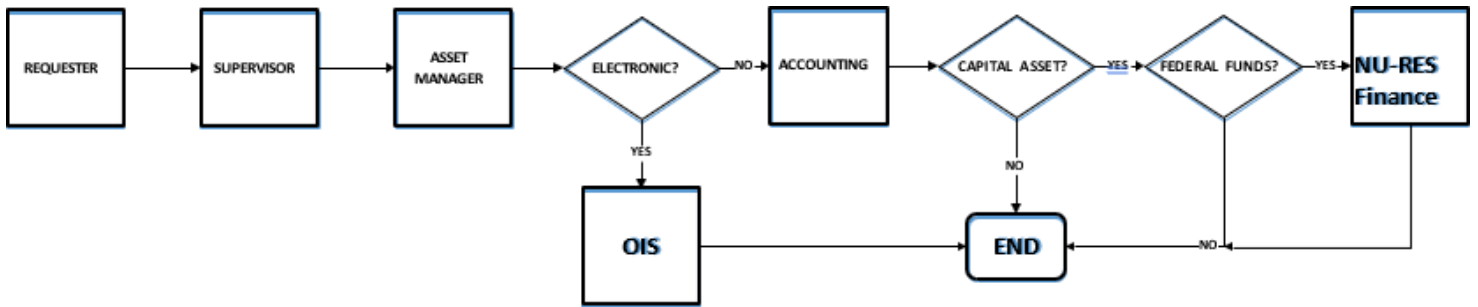 REQUESTER
SUPERVISOR
ASSET
MANAGER
ELECTRONIC?
NO
ACCOUNTING
CAPITAL ASSET?
YES
FEDERAL FUNDS?
YES
NU-RES
Finance
YES
NO
OIS
END
NO